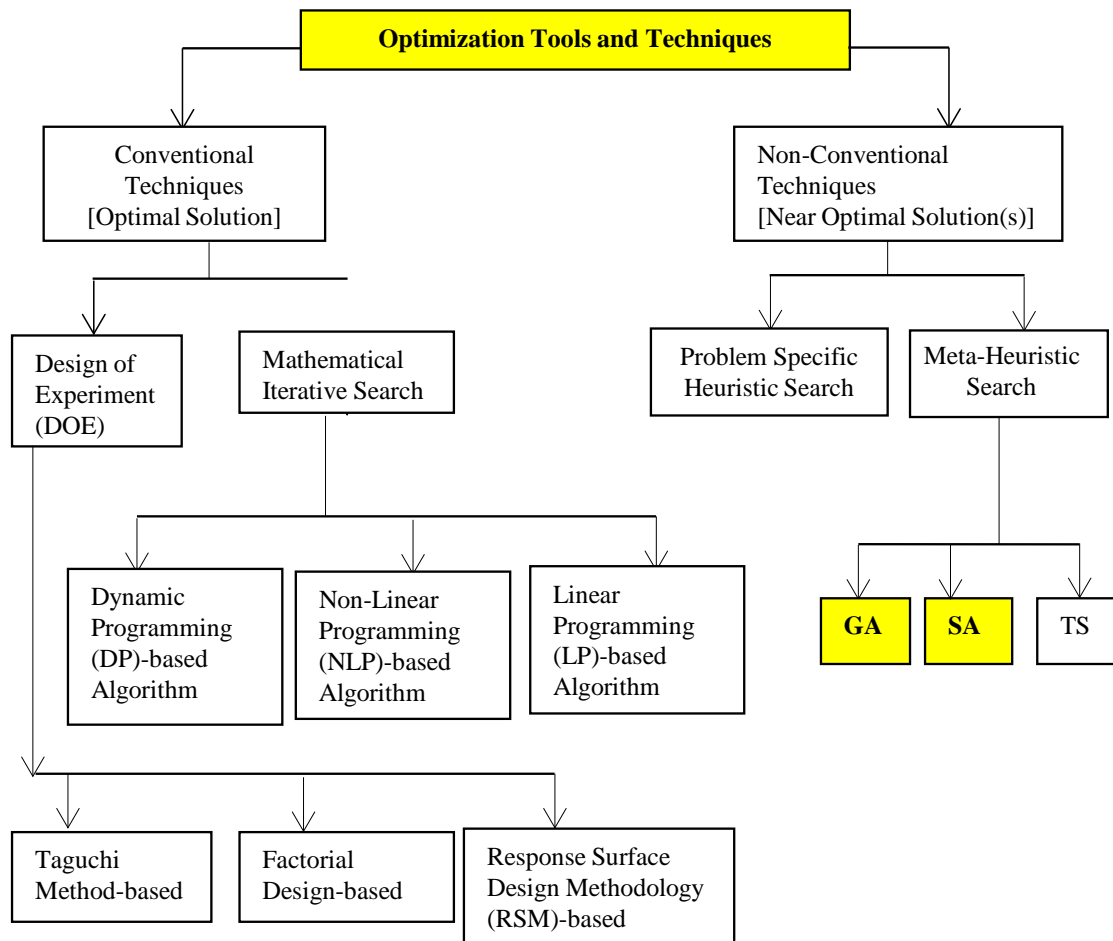 Optimization Tools and Techniques
Conventional
Techniques
[Optimal Solution]
Non-Conventional
Techniques
[Near Optimal Solution(s)]
Design of
Experiment
(DOE)
Mathematical
Iterative Search
Problem Specific
Heuristic Search
Meta-Heuristic
Search
Dynamic
Programming
(DP)-based
Algorithm
Non-Linear
Programming
(NLP)-based
Algorithm
Linear
Programming
(LP)-based
Algorithm
GA
SA
TS
Taguchi
Method-based
Factorial
Design-based
Response Surface
Design Methodology
(RSM)-based